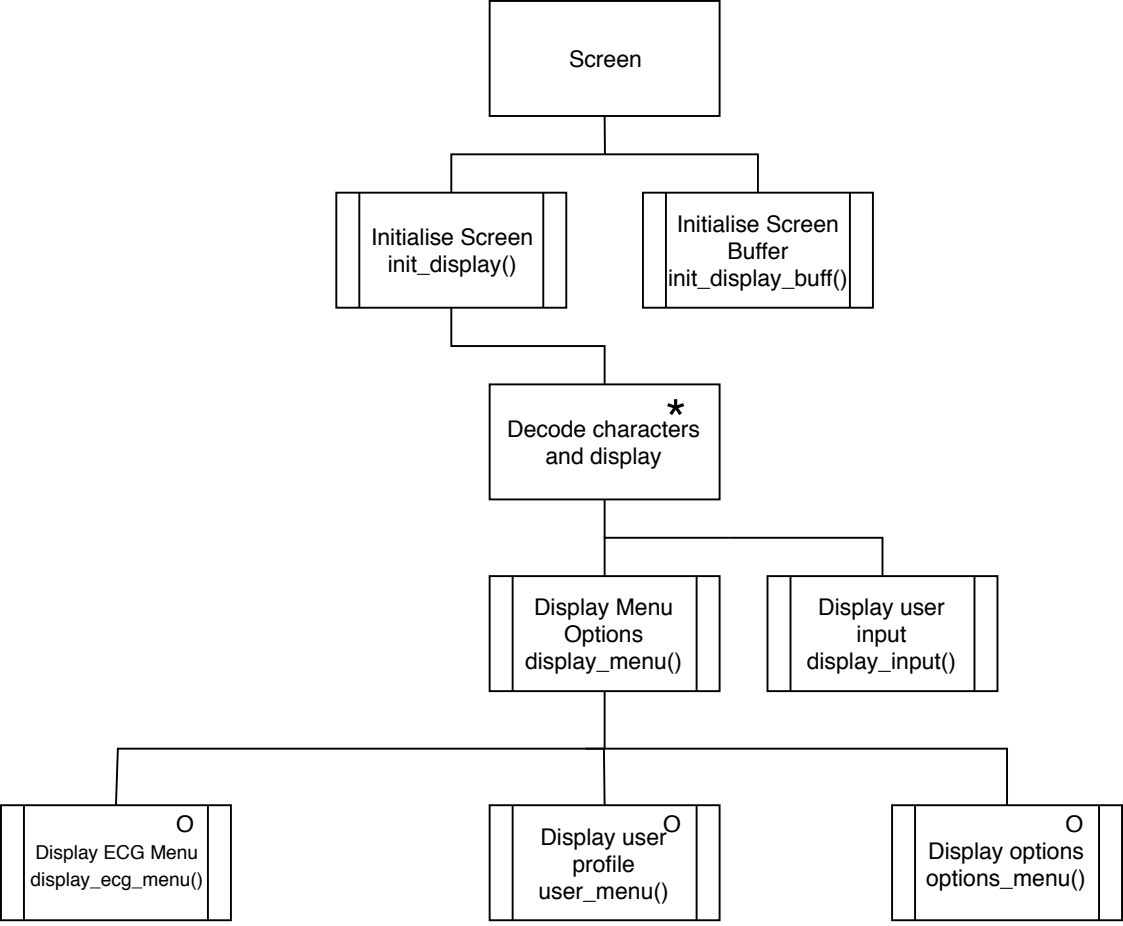 Screen
Initialise Screen
init_display()
Initialise Screen
Buffer
init_display_buff()
*
Decode characters
and display
Display Menu
Options
display_menu()
Display user
input
display_input()
O
Display ECG Menu
display_ecg_menu()
O
Display user
profile
user_menu()
O
Display options
options_menu()